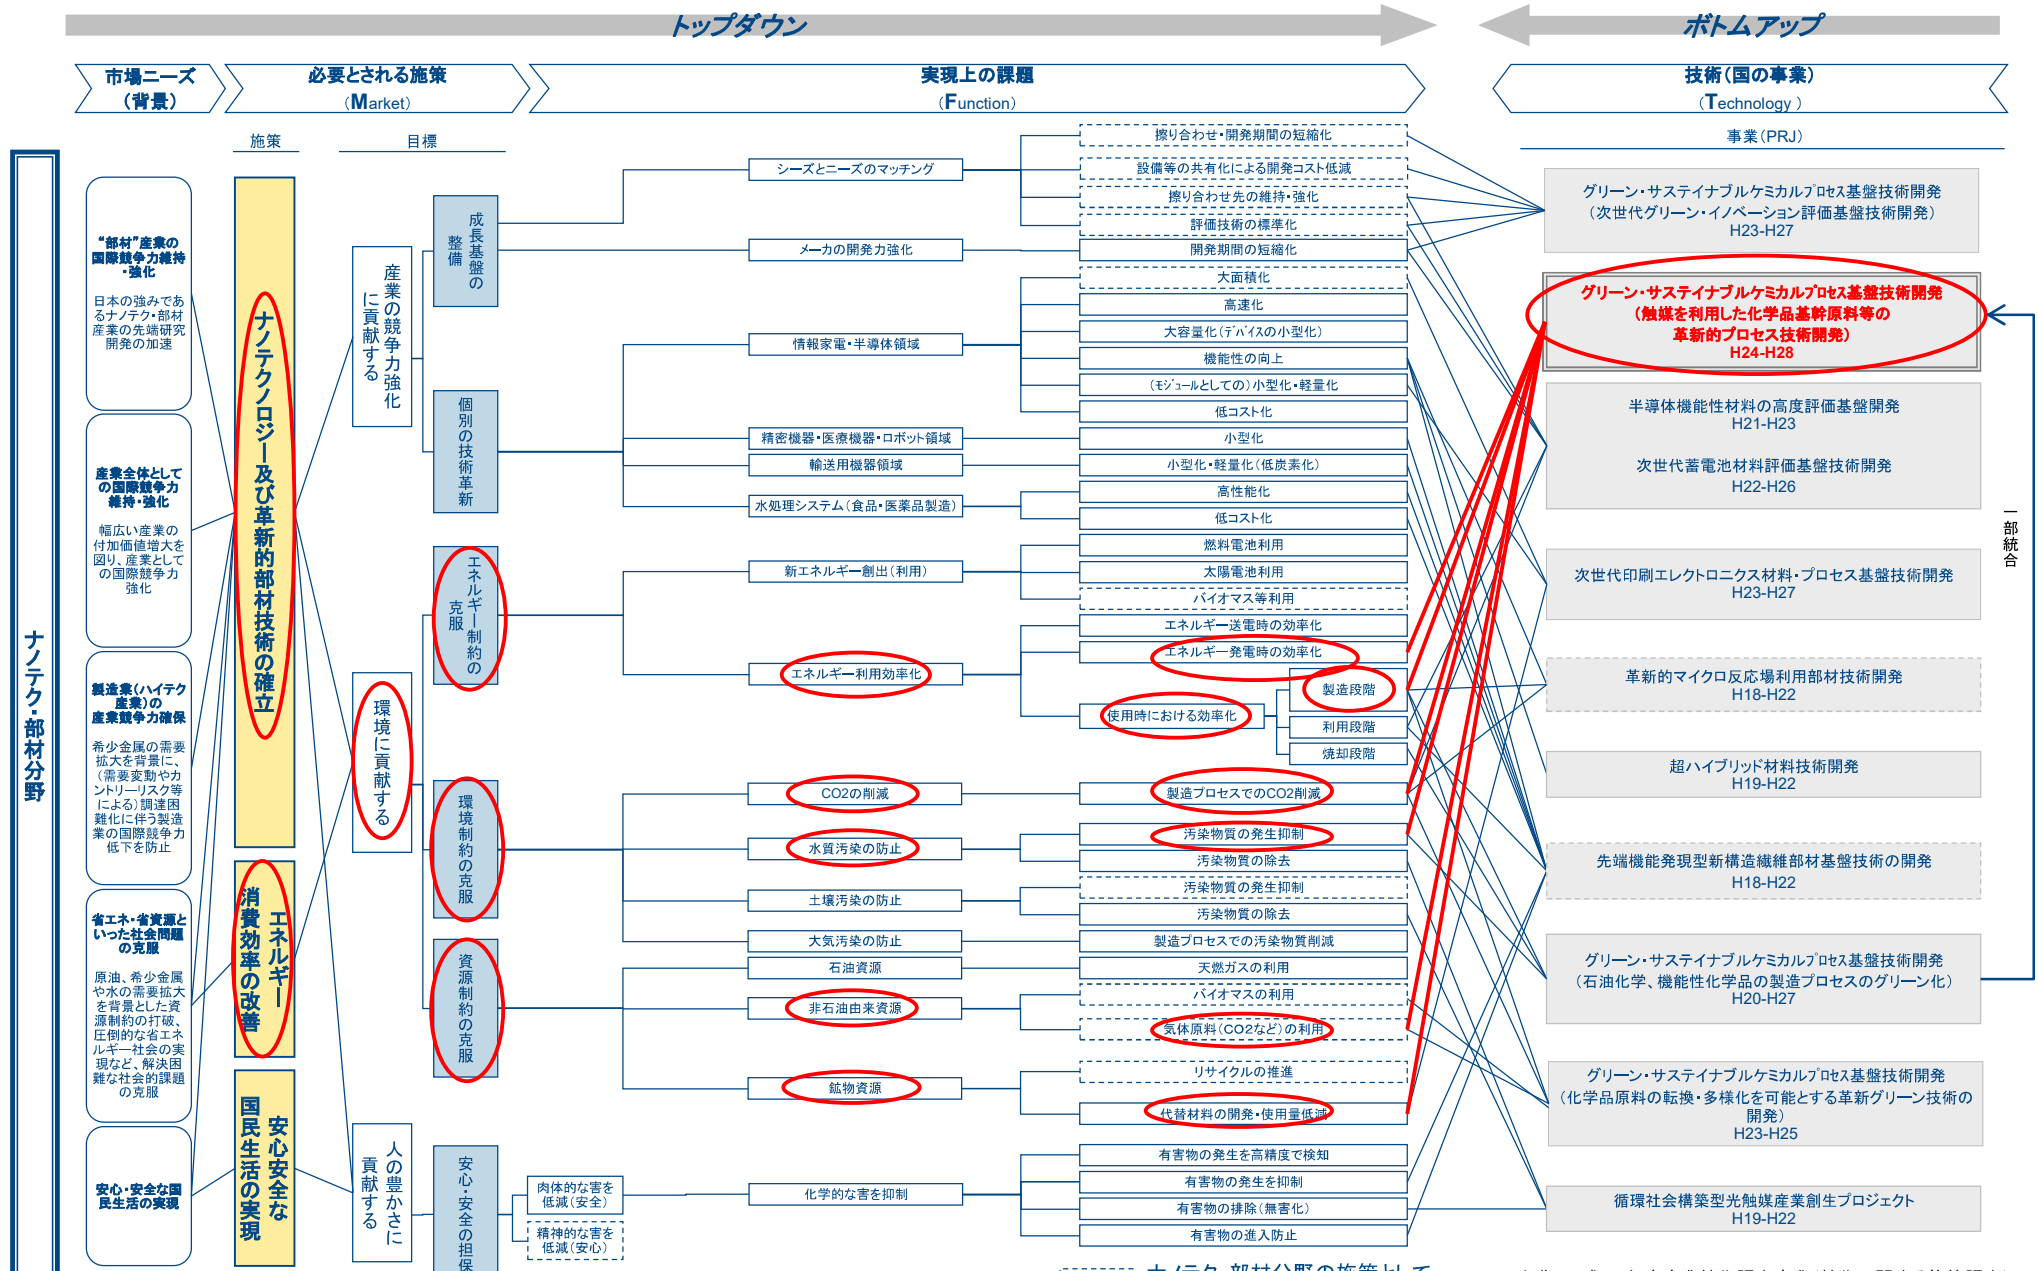 トップダウン
ボトムアップ
市場ニーズ
（背景）
必要とされる施策
（Market）
実現上の課題
（Function）
技術（国の事業）
（Technology ）
施策
目標
事業（PRJ）
ナノテク・部材分野
“部材”産業の
国際競争力維持
・強化
日本の強みであ
るナノテク・部材
産業の先端研究
開発の加速
産業全体として
の国際競争力
維持・強化
幅広い産業の
付加価値増大を
図り、産業として
の国際競争力
強化
製造業（ハイテク
産業）の
産業競争力確保
希少金属の需要
拡大を背景に、
（需要変動やカ
ントリーリスク等
による）調達困
難化に伴う製造
業の国際競争力
低下を防止
省エネ・省資源と
いった社会問題
の克服
原油、希少金属
や水の需要拡大
を背景とした資
源制約の打破、
圧倒的な省エネ
ルギー社会の実
現など、解決困
難な社会的課題
の克服
安心・安全な国
民生活の実現
ナノテクノロジー及び革新的部材技術の確立
エネルギー
消費効率の改善
安心安全な
国民生活の実現
産業の競争力強化
に貢献する
環境に貢献する
人の豊かさに
貢献する
成長基盤の
整備
個別の技術革新
エネルギー制約の
克服
環境制約の克服
資源制約の克服
安心・安全の担保
肉体的な害を
低減（安全）
精神的な害を
低減（安心）
シーズとニーズのマッチング
メーカの開発力強化
情報家電・半導体領域
精密機器・医療機器・ロボット領域
輸送用機器領域
水処理システム（食品・医薬品製造）
新エネルギー創出（利用）
エネルギー利用効率化
CO2の削減
水質汚染の防止
土壌汚染の防止
大気汚染の防止
石油資源
非石油由来資源
鉱物資源
化学的な害を抑制
擦り合わせ・開発期間の短縮化
設備等の共有化による開発コスト低減
擦り合わせ先の維持・強化
評価技術の標準化
開発期間の短縮化
大面積化
高速化
大容量化（ﾃﾞﾊﾞｲｽの小型化）
機能性の向上
（ﾓｼﾞｭｰﾙとしての）小型化・軽量化
低コスト化
小型化
小型化・軽量化（低炭素化）
高性能化
低コスト化
燃料電池利用
太陽電池利用
バイオマス等利用
エネルギー送電時の効率化
エネルギー発電時の効率化
使用時における効率化
製造段階
利用段階
焼却段階
製造プロセスでのCO2削減
汚染物質の発生抑制
汚染物質の除去
汚染物質の発生抑制
汚染物質の除去
製造プロセスでの汚染物質削減
天燃ガスの利用
バイオマスの利用
気体原料（CO2など）の利用
リサイクルの推進
代替材料の開発・使用量低減
有害物の発生を高精度で検知
有害物の発生を抑制
有害物の排除（無害化）
有害物の進入防止
グリーン・サステイナブルケミカルﾌﾟﾛｾｽ基盤技術開発
（次世代グリーン・イノベーション評価基盤技術開発）
H23-H27
グリーン・サステイナブルケミカルﾌﾟﾛｾｽ基盤技術開発
（触媒を利用した化学品基幹原料等の
革新的プロセス技術開発）
H24-H28
半導体機能性材料の高度評価基盤開発
H21-H23
次世代蓄電池材料評価基盤技術開発
H22-H26
次世代印刷エレクトロニクス材料・プロセス基盤技術開発
H23-H27
革新的マイクロ反応場利用部材技術開発
H18-H22
超ハイブリッド材料技術開発
H19-H22
先端機能発現型新構造繊維部材基盤技術の開発
H18-H22
グリーン・サステイナブルケミカルﾌﾟﾛｾｽ基盤技術開発
（石油化学、機能性化学品の製造プロセスのグリーン化）
H20-H27
グリーン・サステイナブルケミカルﾌﾟﾛｾｽ基盤技術開発
（化学品原料の転換・多様化を可能とする革新グリーン技術の
開発）
H23-H25
循環社会構築型光触媒産業創生プロジェクト
H19-H22
一部統合
ナノテク・部材分野の施策として